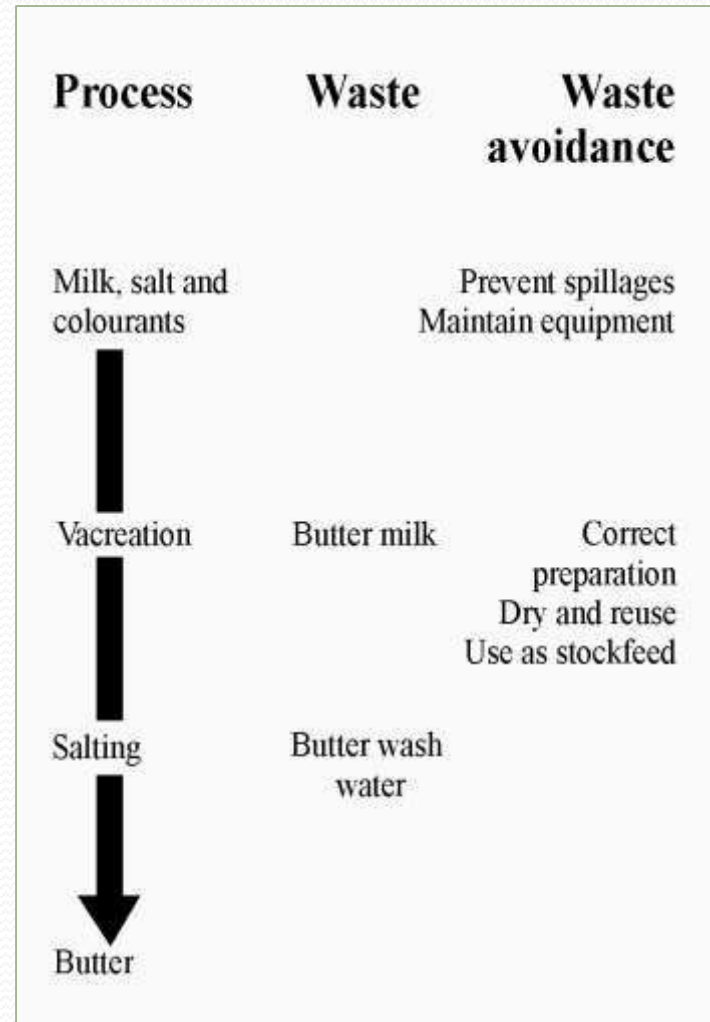 Process Waste Waste
avoidance
Milk, salt and Prevent spillages
colourants Maintain equipment
Vacreation Butter milk Correct
preparation
Dry and reuse
Use as stockfeed
Salting Butter wash
water
Butter